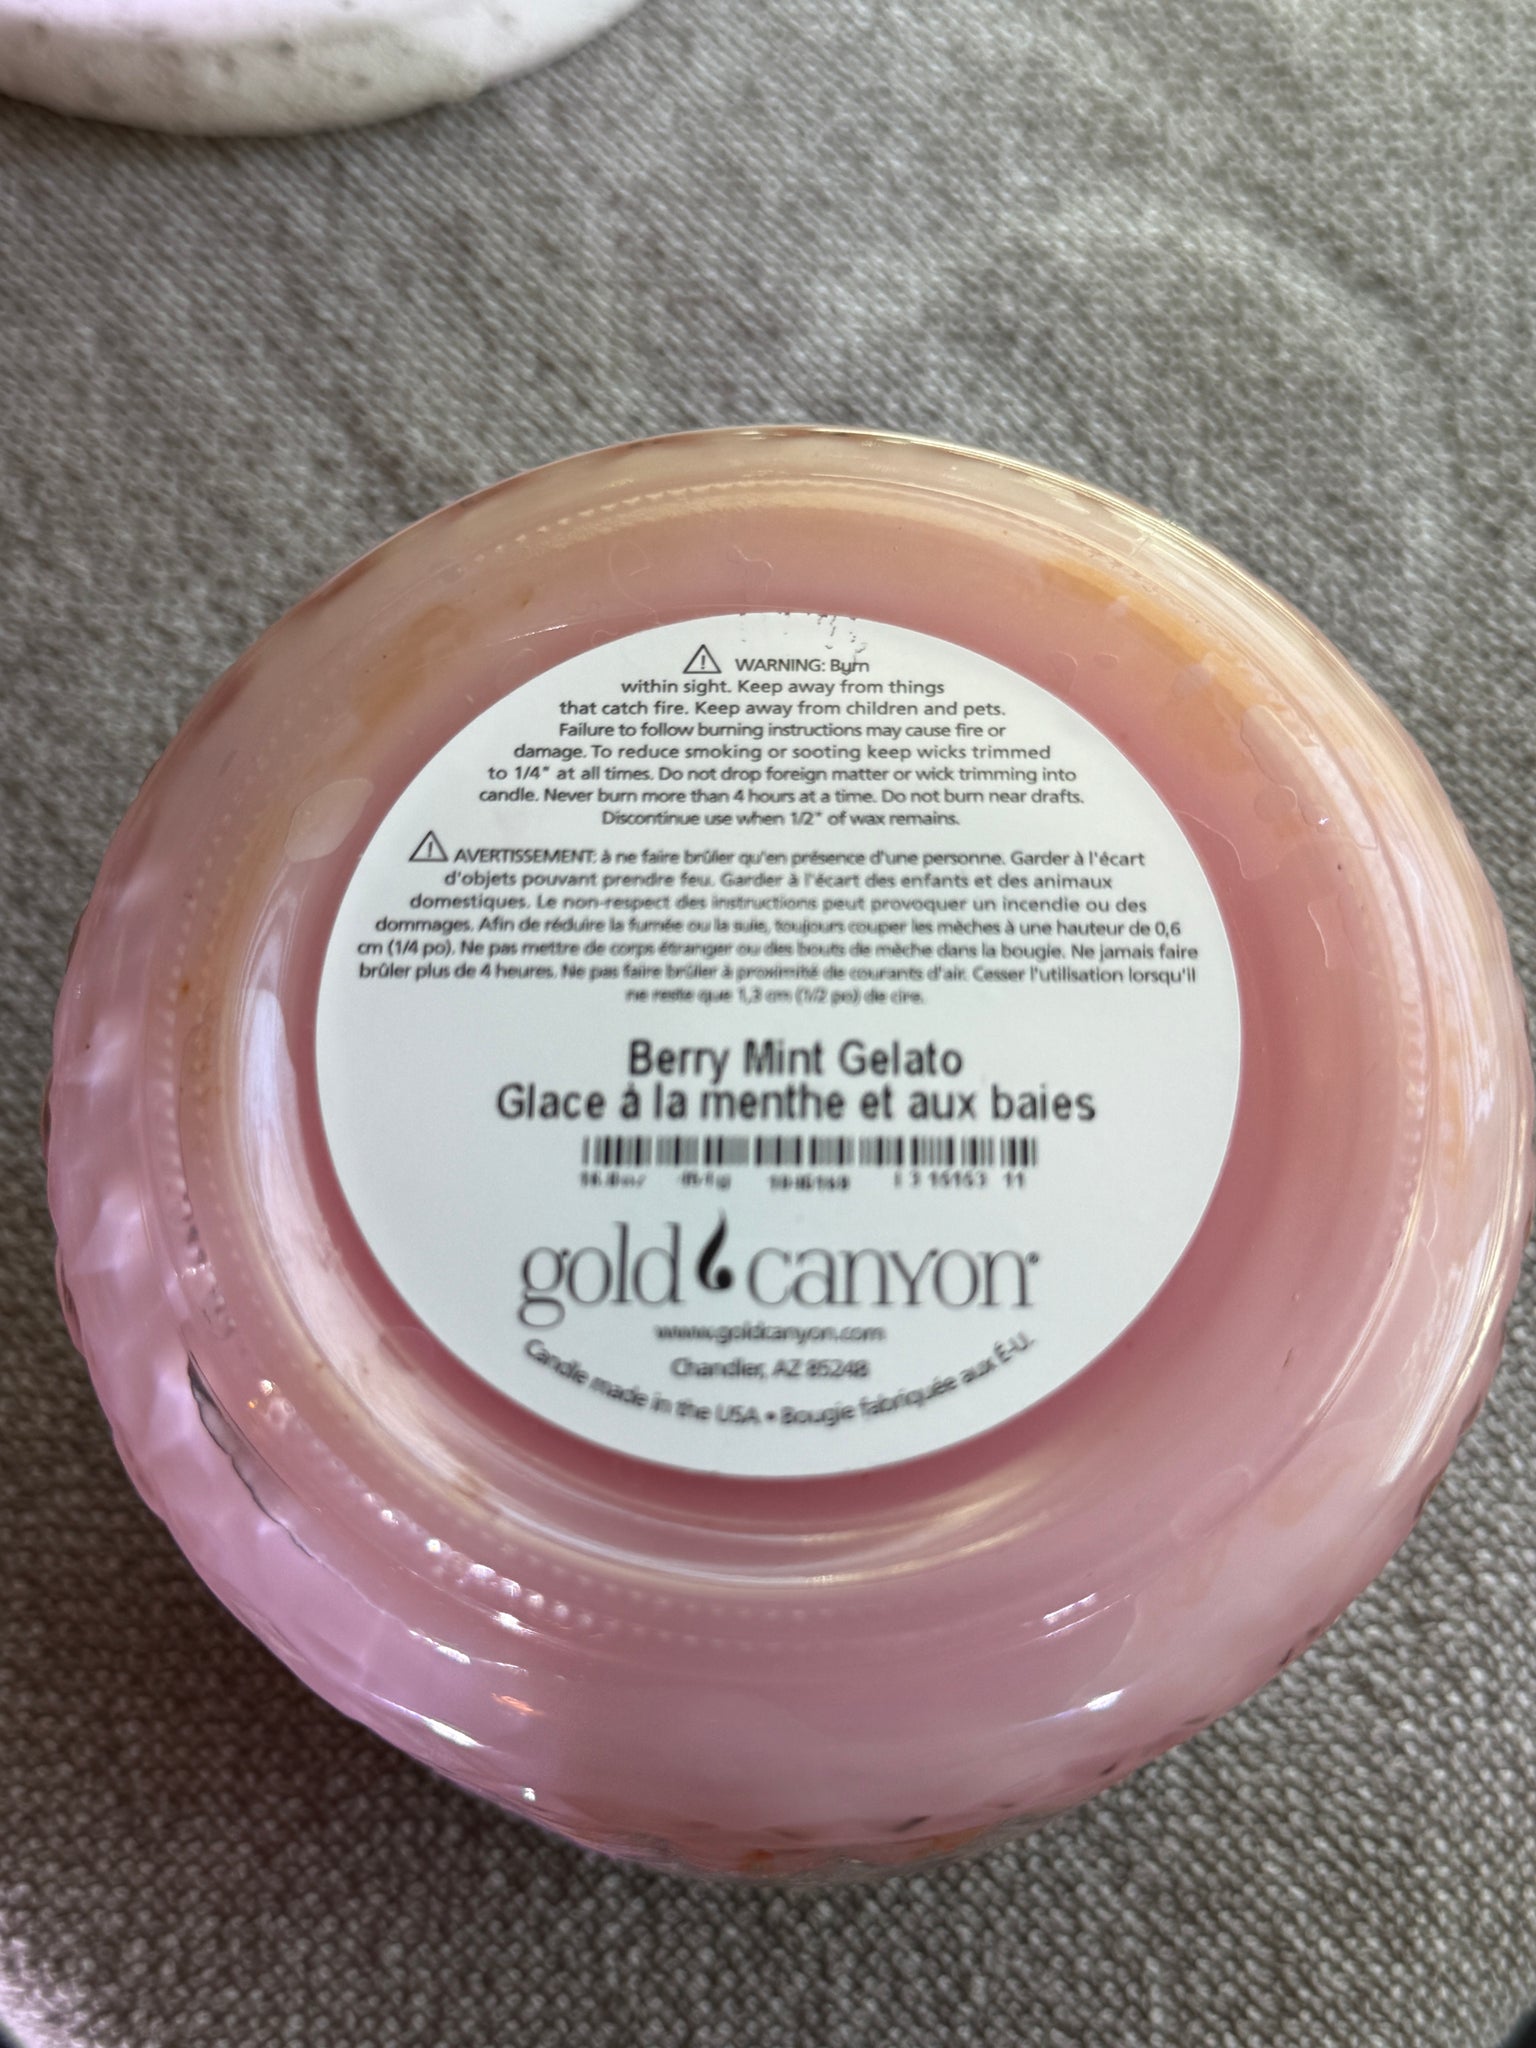 WARNING: Burn
within sight. Keep away from things
that catch fire. Keep away from children and pets.
Failure to follow burning instructions may cause fire or
damage. To reduce smoking or sooting keep wicks trimmed
to 1/4" at all times. Do not drop foreign matter or wick trimming into
candle. Never burn more than 4 hours at a time. Do not burn near drafts.
Discontinue use when 1/2" of wax remains.
AVERTISSEMENT: à ne faire brûler qu'en présence d'une personne. Garder à l'écart
d'objets pouvant prendre feu. Garder à l'écart des enfants et des animaux
domestiques. Le non-respect des instructions peut provoquer un incendie ou des
dommages. Afin de réduire la fumée ou la suie, toujours couper les mèches à une hauteur de 0,6
cm (1/4 po). Ne pas mettre de corps étranger ou des bouts de mèche dans la bougie. Ne jamais faire
brûler plus de 4 heures. Ne pas faire brûler à proximité de courants d'air. Cesser l'utilisation lorsqu'il
ne reste que 1,3 cm (1/2 po) de cire.
Berry Mint Gelato
Glace à la menthe et aux baies
gold canyon
www.goldcanyon.com
Chandler, AZ 85248
Candle made in the USA • Bougie fabriquée aux É-U.